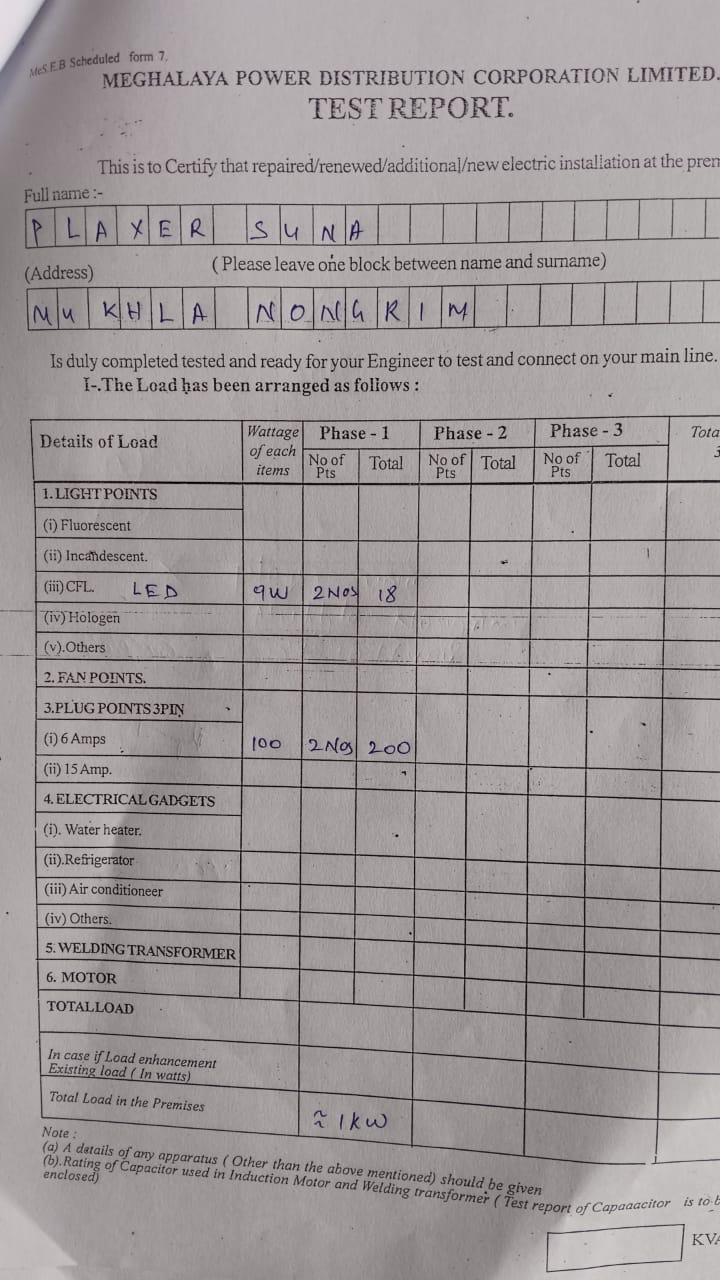 MeS.E.B Scheduled form 7.
MEGHALAYA POWER DISTRIBUTION CORPORATION LIMITED.
TEST REPORT.
This is to Certify that repaired/renewed/additional/new electric installation at the prem
Full name :-
PLAXER SUNA
(Address) ( Please leave one block between name and surname)
MUKHLA NONGRIM
Is duly completed tested and ready for your Engineer to test and connect on your main line.
I-.The Load has been arranged as follows :
Details of Load Wattage of each items Phase - 1 Phase - 2 Phase - 3 Tota
No of Pts Total No of Pts Total No of Pts Total 3
1. LIGHT POINTS
(i) Fluorescent
(ii) Incandescent.
(iii) CFL. LED 9W 2Nos 18
(iv) Hologen
(v).Others
2. FAN POINTS.
3.PLUG POINTS 3PIN
(i) 6 Amps 100 2Nos 200
(ii) 15 Amp.
4. ELECTRICAL GADGETS
(i). Water heater.
(ii).Refrigerator
(iii) Air conditioneer
(iv) Others.
5. WELDING TRANSFORMER
6. MOTOR
TOTAL LOAD
In case if Load enhancement
Existing load ( In watts)
Total Load in the Premises ≈ 1KW
Note :
(a) A details of any apparatus ( Other than the above mentioned) should be given
(b).Rating of Capacitor used in Induction Motor and Welding transformer ( Test report of Capaaacitor is to b
enclosed)
KVA